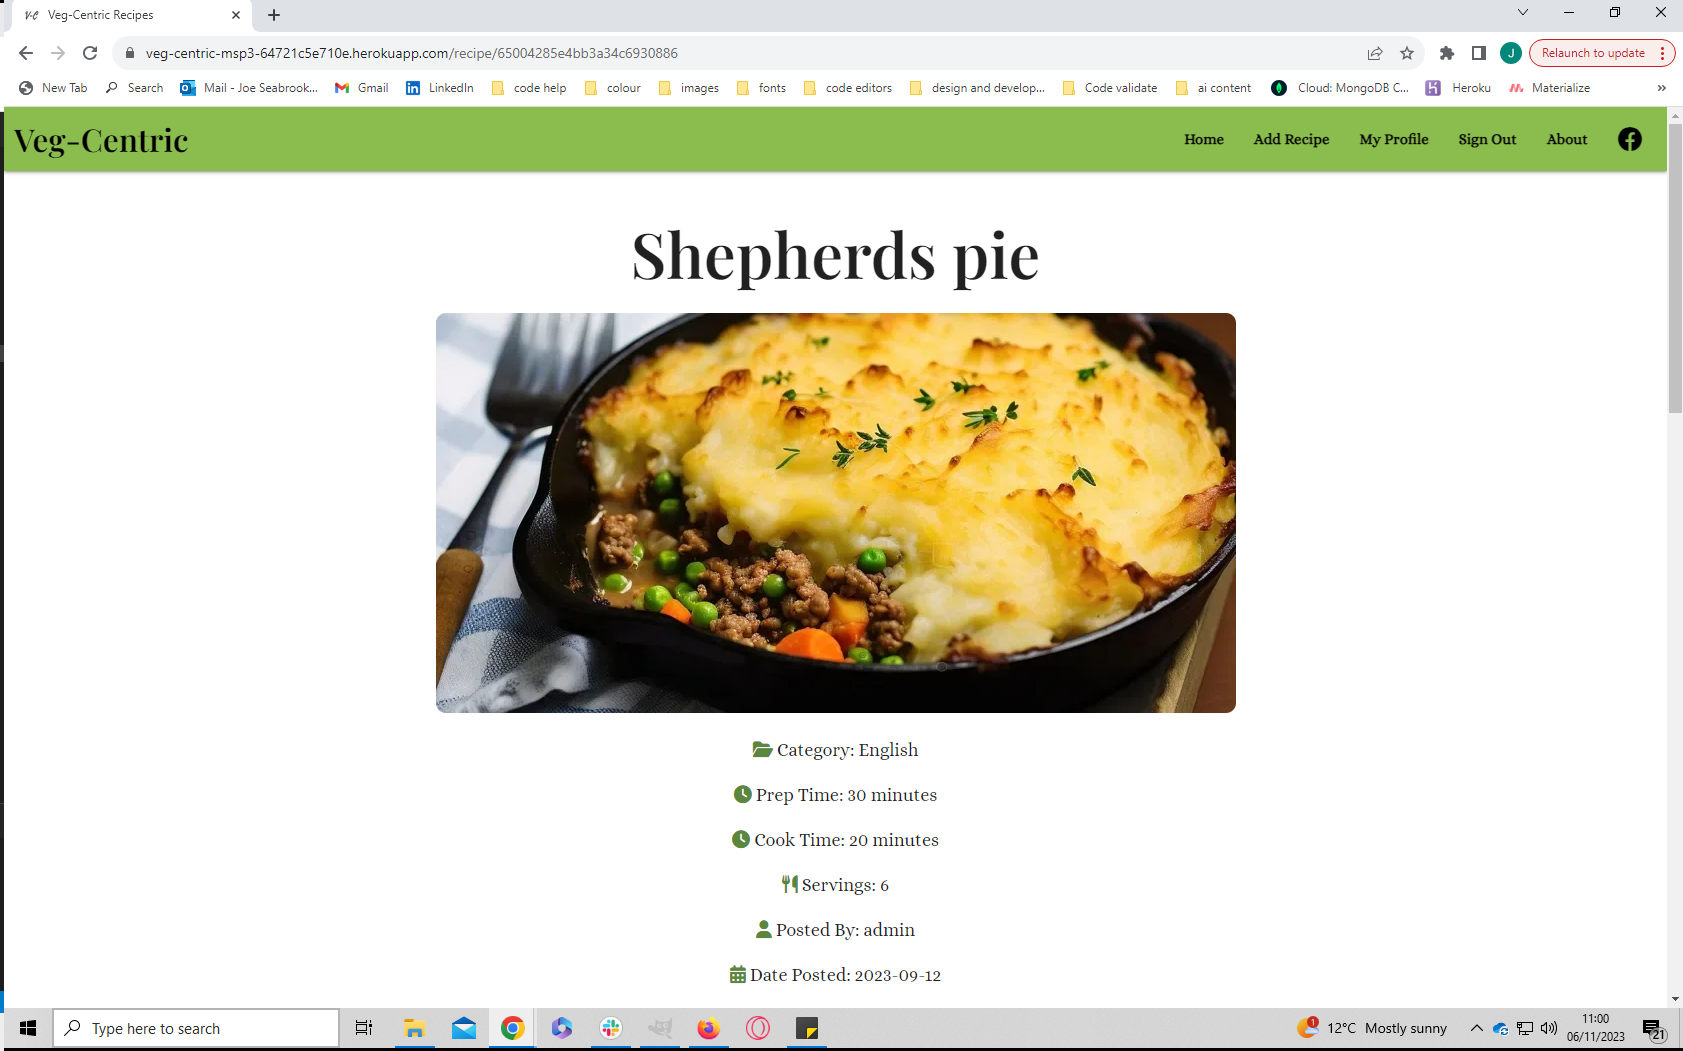 Veg-Centric Recipes
veg-centric-msp3-64721c5e710e.herokuapp.com/recipe/65004285e4bb3a34c6930886
J
Relaunch to update
New Tab Search Mail - Joe Seabrook... Gmail LinkedIn code help colour images fonts code editors design and develop... Code validate ai content Cloud: MongoDB C... Heroku Materialize »
Veg-Centric
Home Add Recipe My Profile Sign Out About
Shepherds pie
Category: English
Prep Time: 30 minutes
Cook Time: 20 minutes
Servings: 6
Posted By: admin
Date Posted: 2023-09-12
Type here to search
1
12°C Mostly sunny
11:00
06/11/2023
21